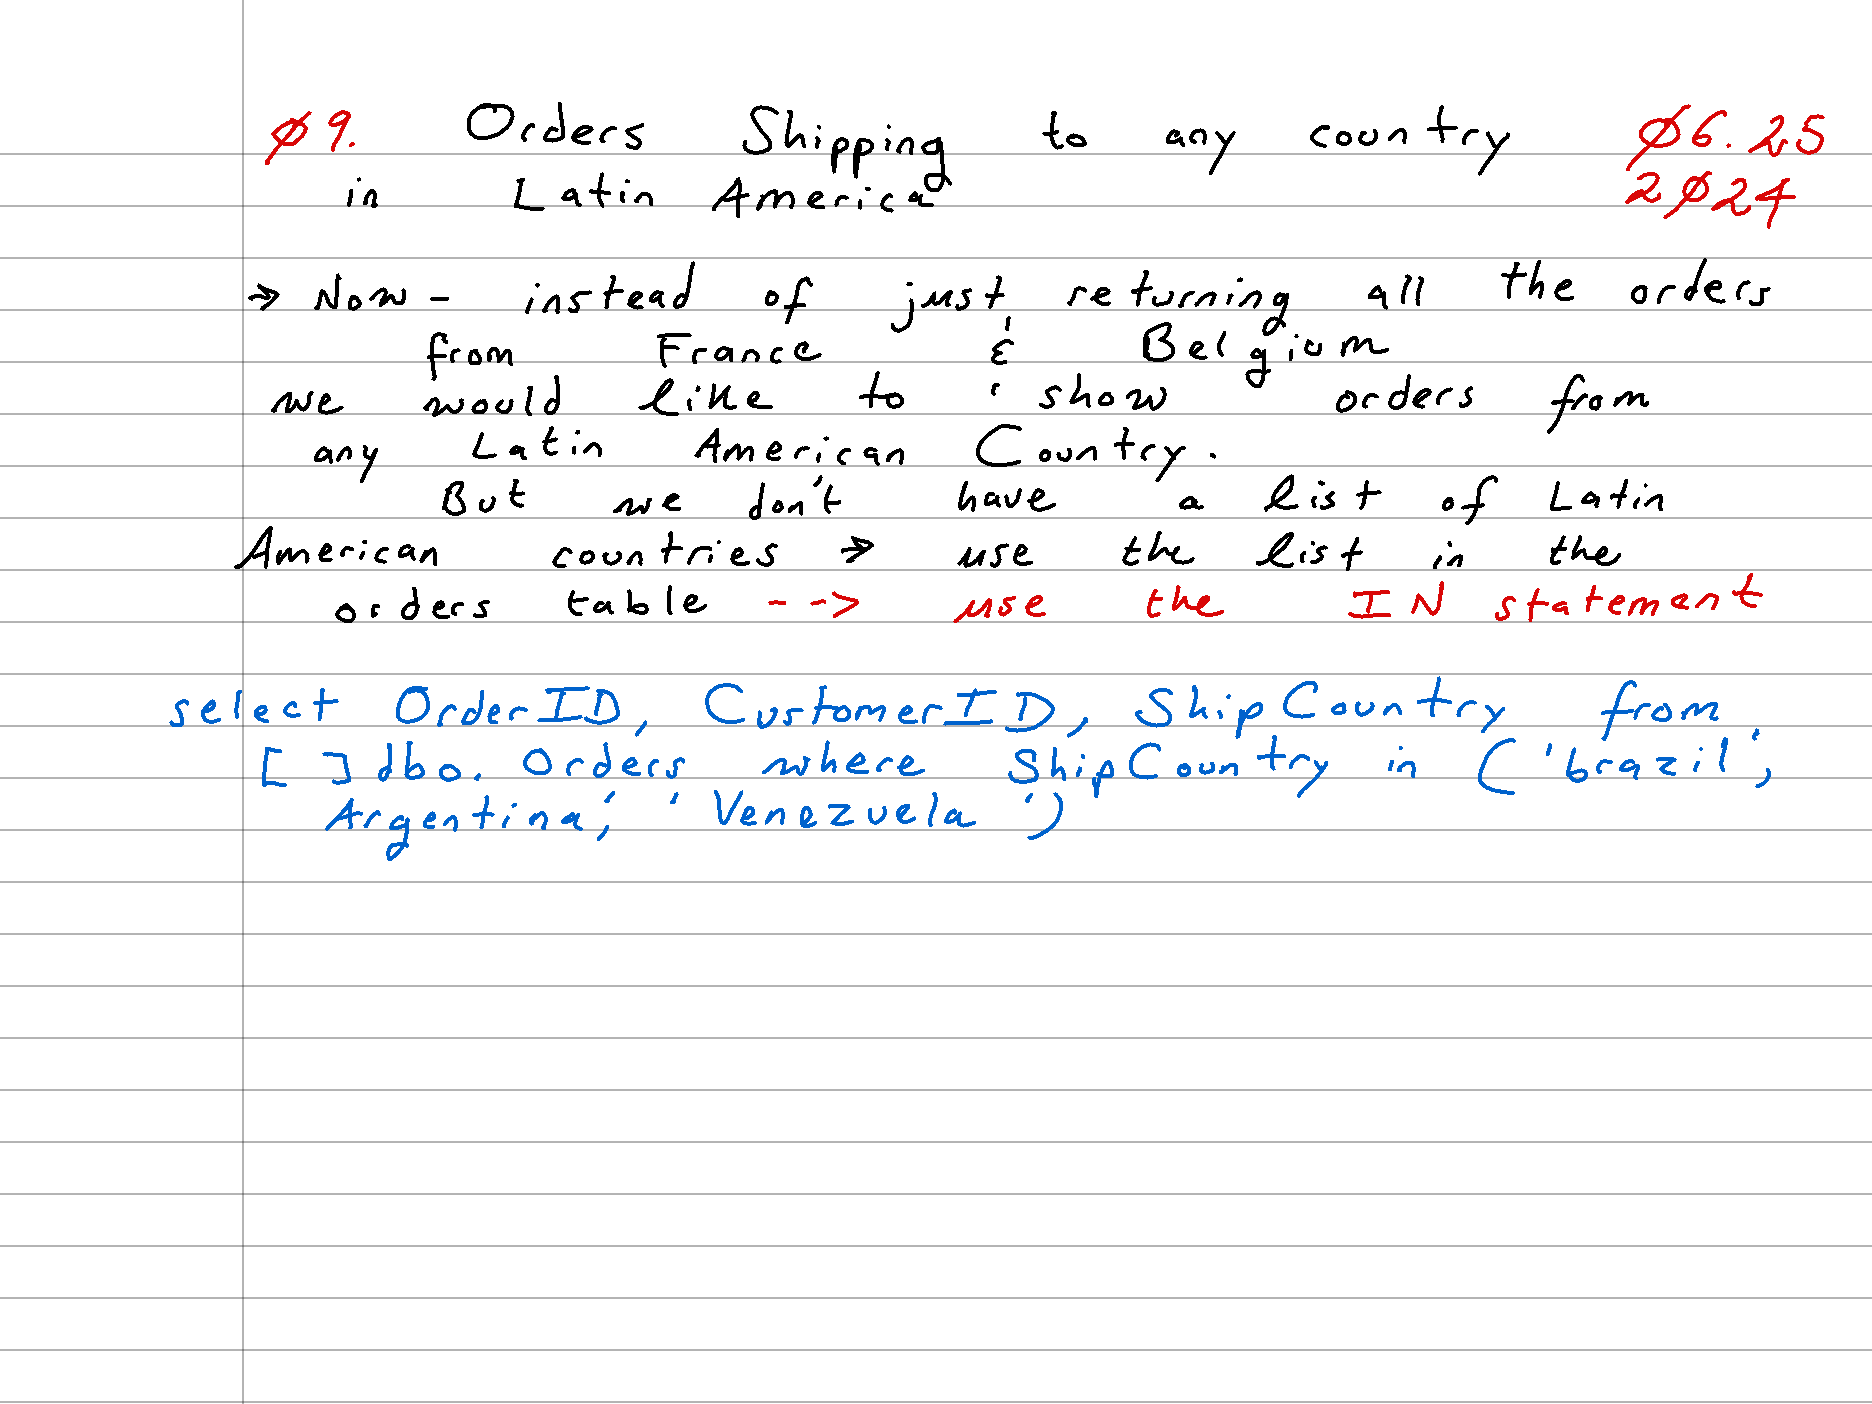 Ø9. Orders Shipping to any country Ø6.25
in Latin America 2Ø24
→ Now - instead of just returning all the orders
from France & Belgium
we would like to show orders from
any Latin American Country.
But we don't have a list of Latin
American countries → use the list in the
orders table --> use the IN statement
select OrderID, CustomerID, ShipCountry from
[ ] dbo. Orders where ShipCountry in ('brazil',
Argentina', 'Venezuela')